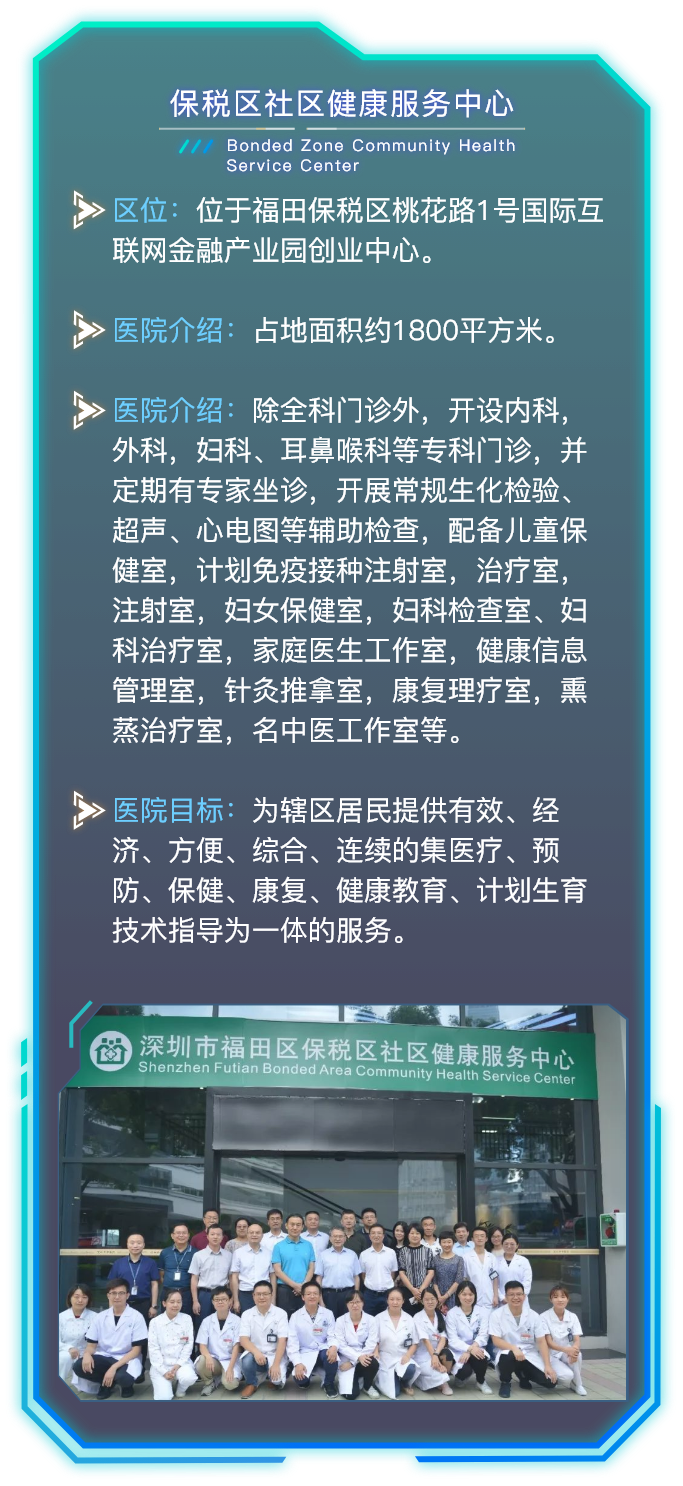 保税区社区健康服务中心
Bonded Zone Community Health
Service Center
区位：位于福田保税区桃花路1号国际互
联网金融产业园创业中心。
医院介绍：占地面积约1800平方米。
医院介绍：除全科门诊外，开设内科，
外科，妇科、耳鼻喉科等专科门诊，并
定期有专家坐诊，开展常规生化检验、
超声、心电图等辅助检查，配备儿童保
健室，计划免疫接种注射室，治疗室，
注射室，妇女保健室，妇科检查室、妇
科治疗室，家庭医生工作室，健康信息
管理室，针灸推拿室，康复理疗室，熏
蒸治疗室，名中医工作室等。
医院目标：为辖区居民提供有效、经
济、方便、综合、连续的集医疗、预
防、保健、康复、健康教育、计划生育
技术指导为一体的服务。
深圳市福田区保税区社区健康服务中心
Shenzhen Futian Bonded Area Community Health Service Center